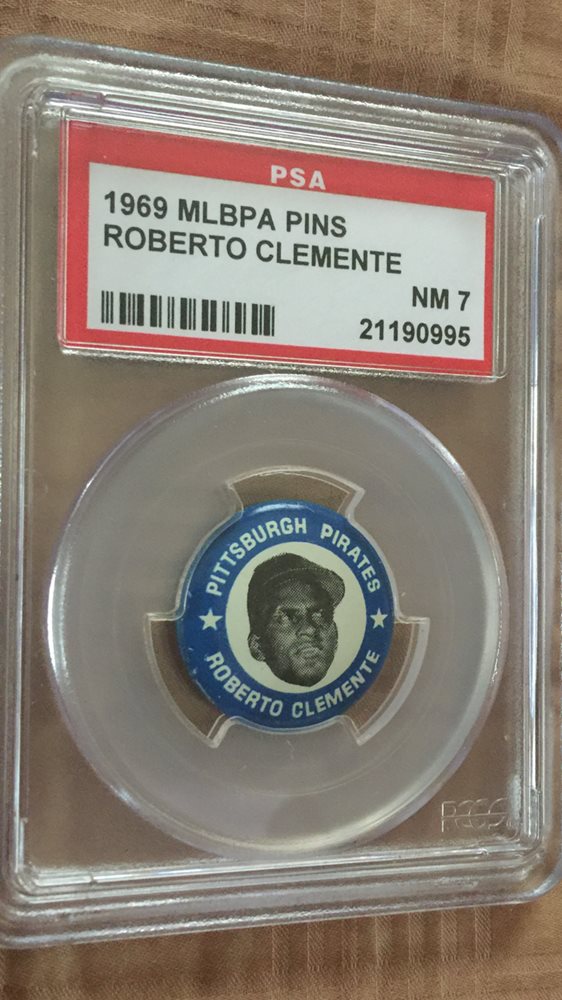 PSA
1969 MLBPA PINS
ROBERTO CLEMENTE
NM 7
21190995
PITTSBURGH PIRATES
★ ★
ROBERTO CLEMENTE